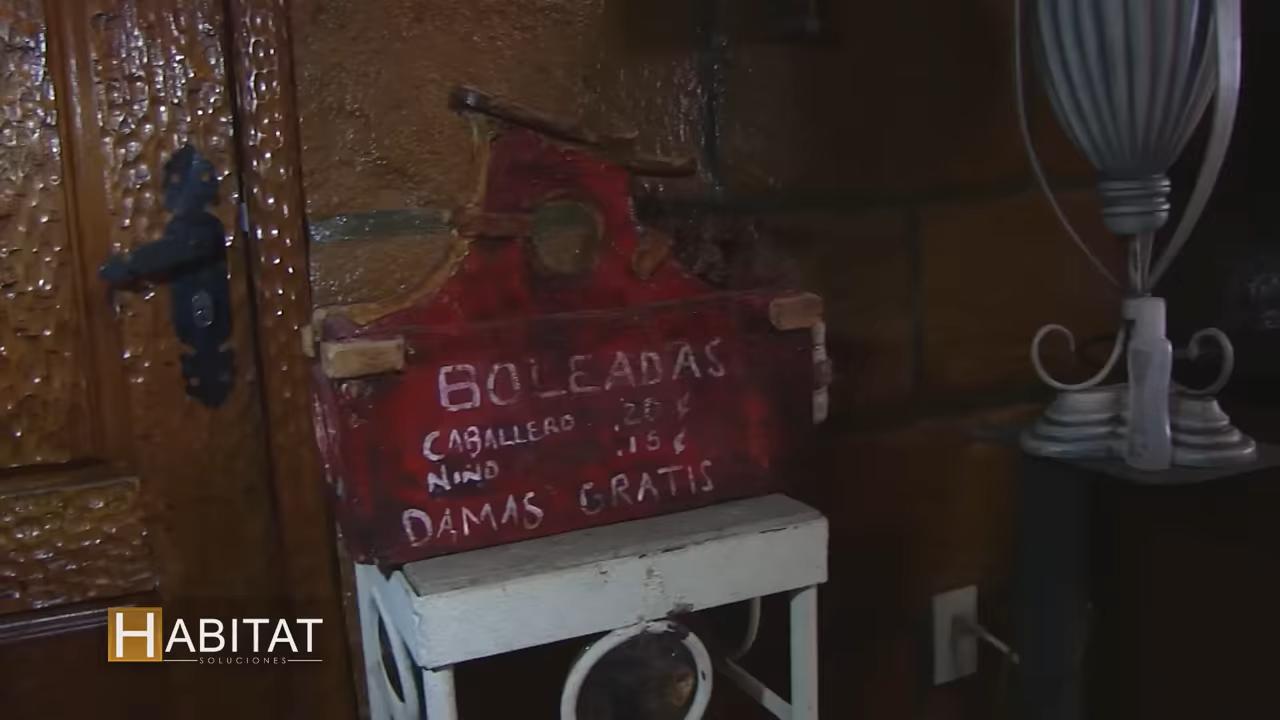 BOLEADAS
CABALLERO .20 ¢
NIÑO .15 ¢
DAMAS GRATIS
HABITAT
SOLUCIONES